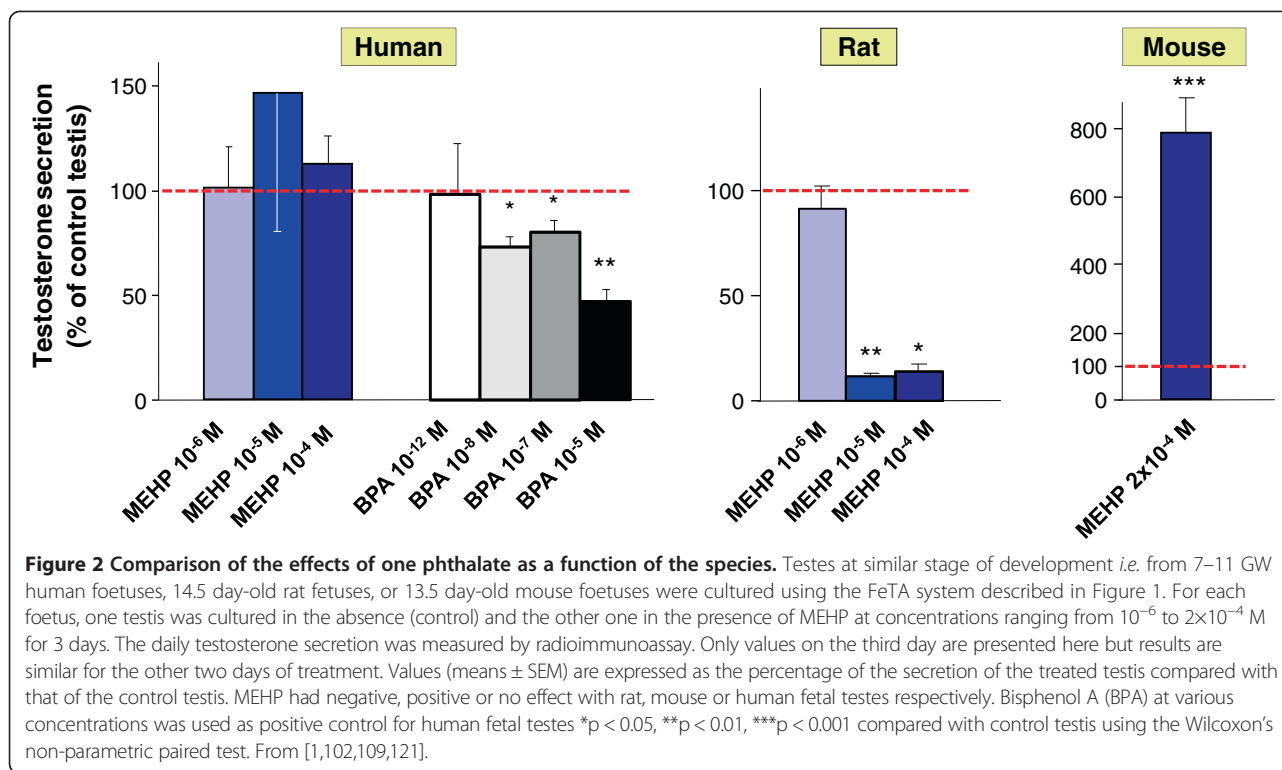 Human
Rat
Mouse
Testosterone secretion
(% of control testis)
150
100
50
0
* * **
MEHP 10⁻⁶ M
MEHP 10⁻⁵ M
MEHP 10⁻⁴ M
BPA 10⁻¹² M
BPA 10⁻⁸ M
BPA 10⁻⁷ M
BPA 10⁻⁵ M
100
50
0
** *
MEHP 10⁻⁶ M
MEHP 10⁻⁵ M
MEHP 10⁻⁴ M
***
800
600
400
200
100
0
MEHP 2x10⁻⁴ M
Figure 2 Comparison of the effects of one phthalate as a function of the species. Testes at similar stage of development i.e. from 7–11 GW
human foetuses, 14.5 day-old rat fetuses, or 13.5 day-old mouse foetuses were cultured using the FeTA system described in Figure 1. For each
foetus, one testis was cultured in the absence (control) and the other one in the presence of MEHP at concentrations ranging from 10⁻⁶ to 2×10⁻⁴ M
for 3 days. The daily testosterone secretion was measured by radioimmunoassay. Only values on the third day are presented here but results are
similar for the other two days of treatment. Values (means ± SEM) are expressed as the percentage of the secretion of the treated testis compared with
that of the control testis. MEHP had negative, positive or no effect with rat, mouse or human fetal testes respectively. Bisphenol A (BPA) at various
concentrations was used as positive control for human fetal testes *p < 0.05, **p < 0.01, ***p < 0.001 compared with control testis using the Wilcoxon's
non-parametric paired test. From [1,102,109,121].